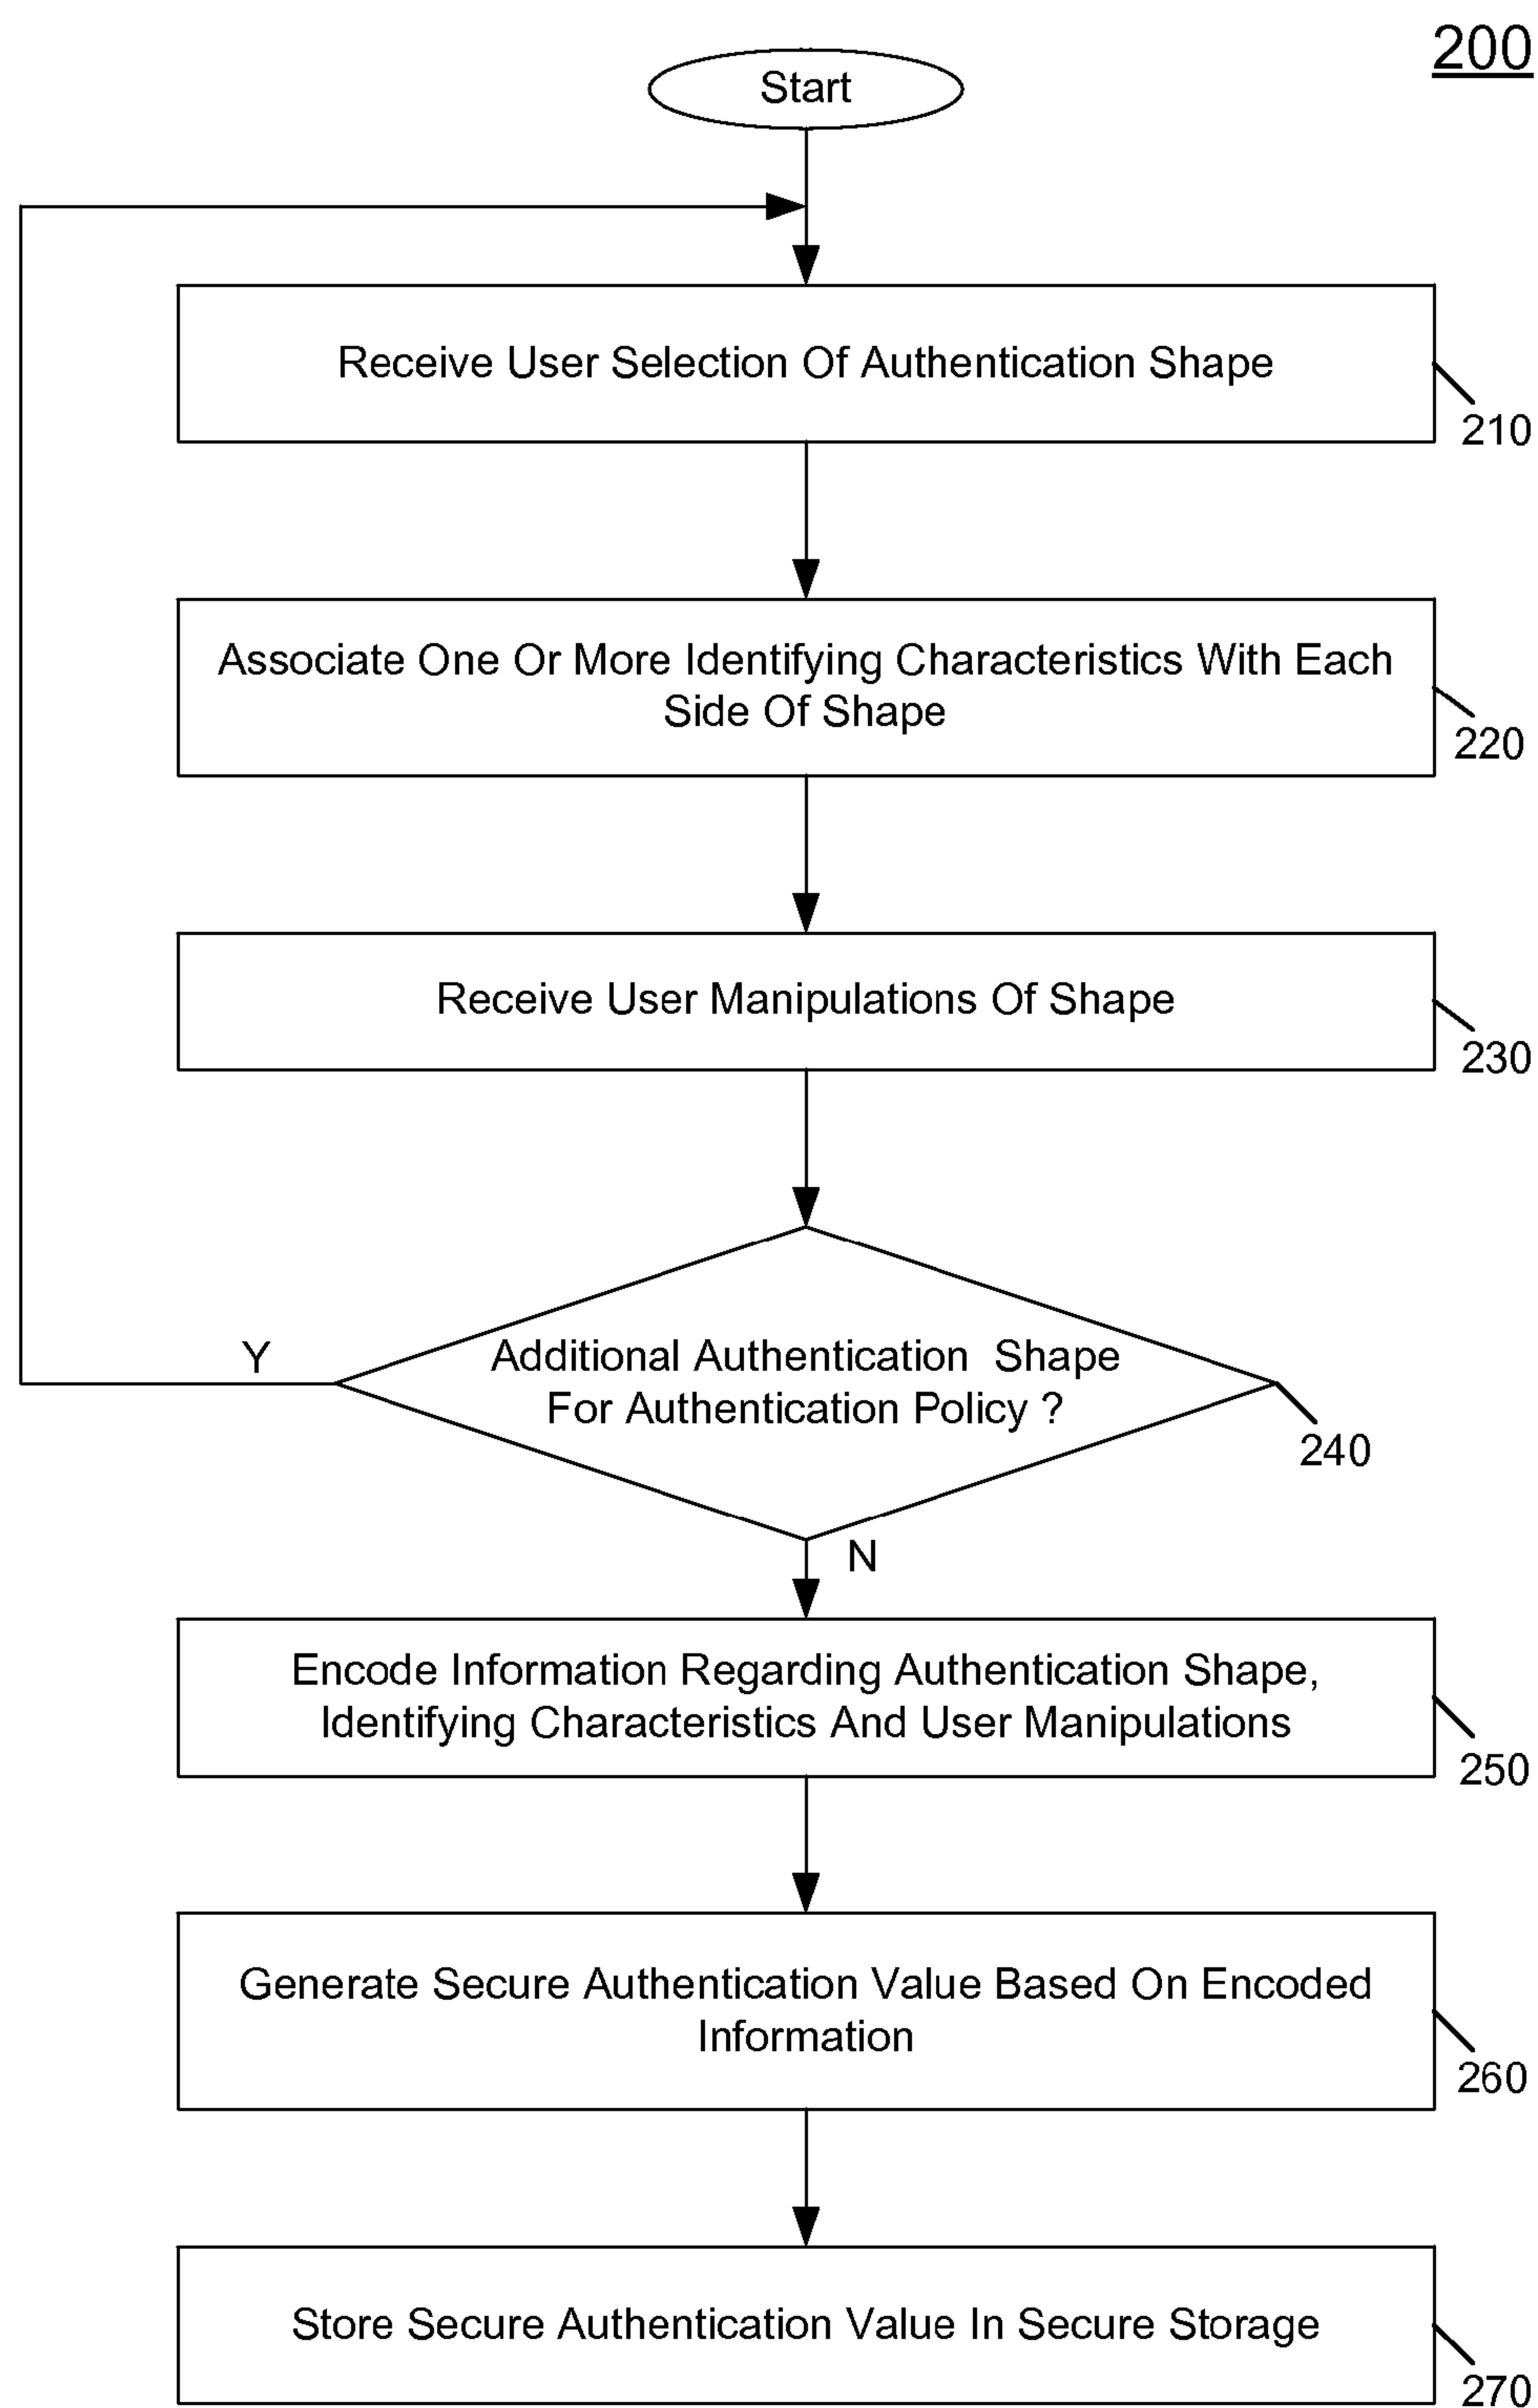 200
Start
Receive User Selection Of Authentication Shape
210
Associate One Or More Identifying Characteristics With Each
Side Of Shape
220
Receive User Manipulations Of Shape
230
Y
Additional Authentication Shape
For Authentication Policy ?
240
N
Encode Information Regarding Authentication Shape,
Identifying Characteristics And User Manipulations
250
Generate Secure Authentication Value Based On Encoded
Information
260
Store Secure Authentication Value In Secure Storage
270